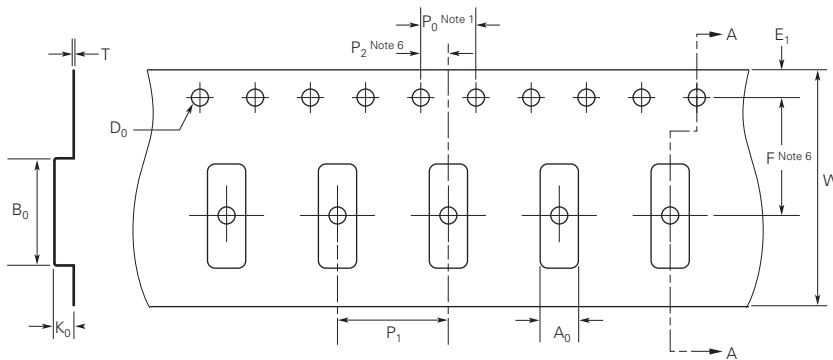 P₀ Note 1
A
E₁
T
P₂ Note 6
D₀
F Note 6
W
B₀
K₀
P₁
A₀
A